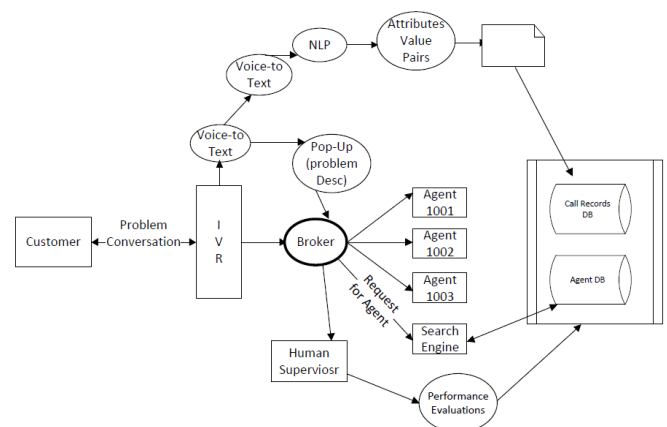 NLP
Attributes
Value
Pairs
Voice-to
Text
Voice-to
Text
Pop-Up
(problem
Desc)
Agent
1001
Call Records
DB
Customer
Problem
Conversation
I
V
R
Broker
Agent
1002
Agent
1003
Agent DB
Request
for Agent
Search
Engine
Human
Superviosr
Performance
Evaluations